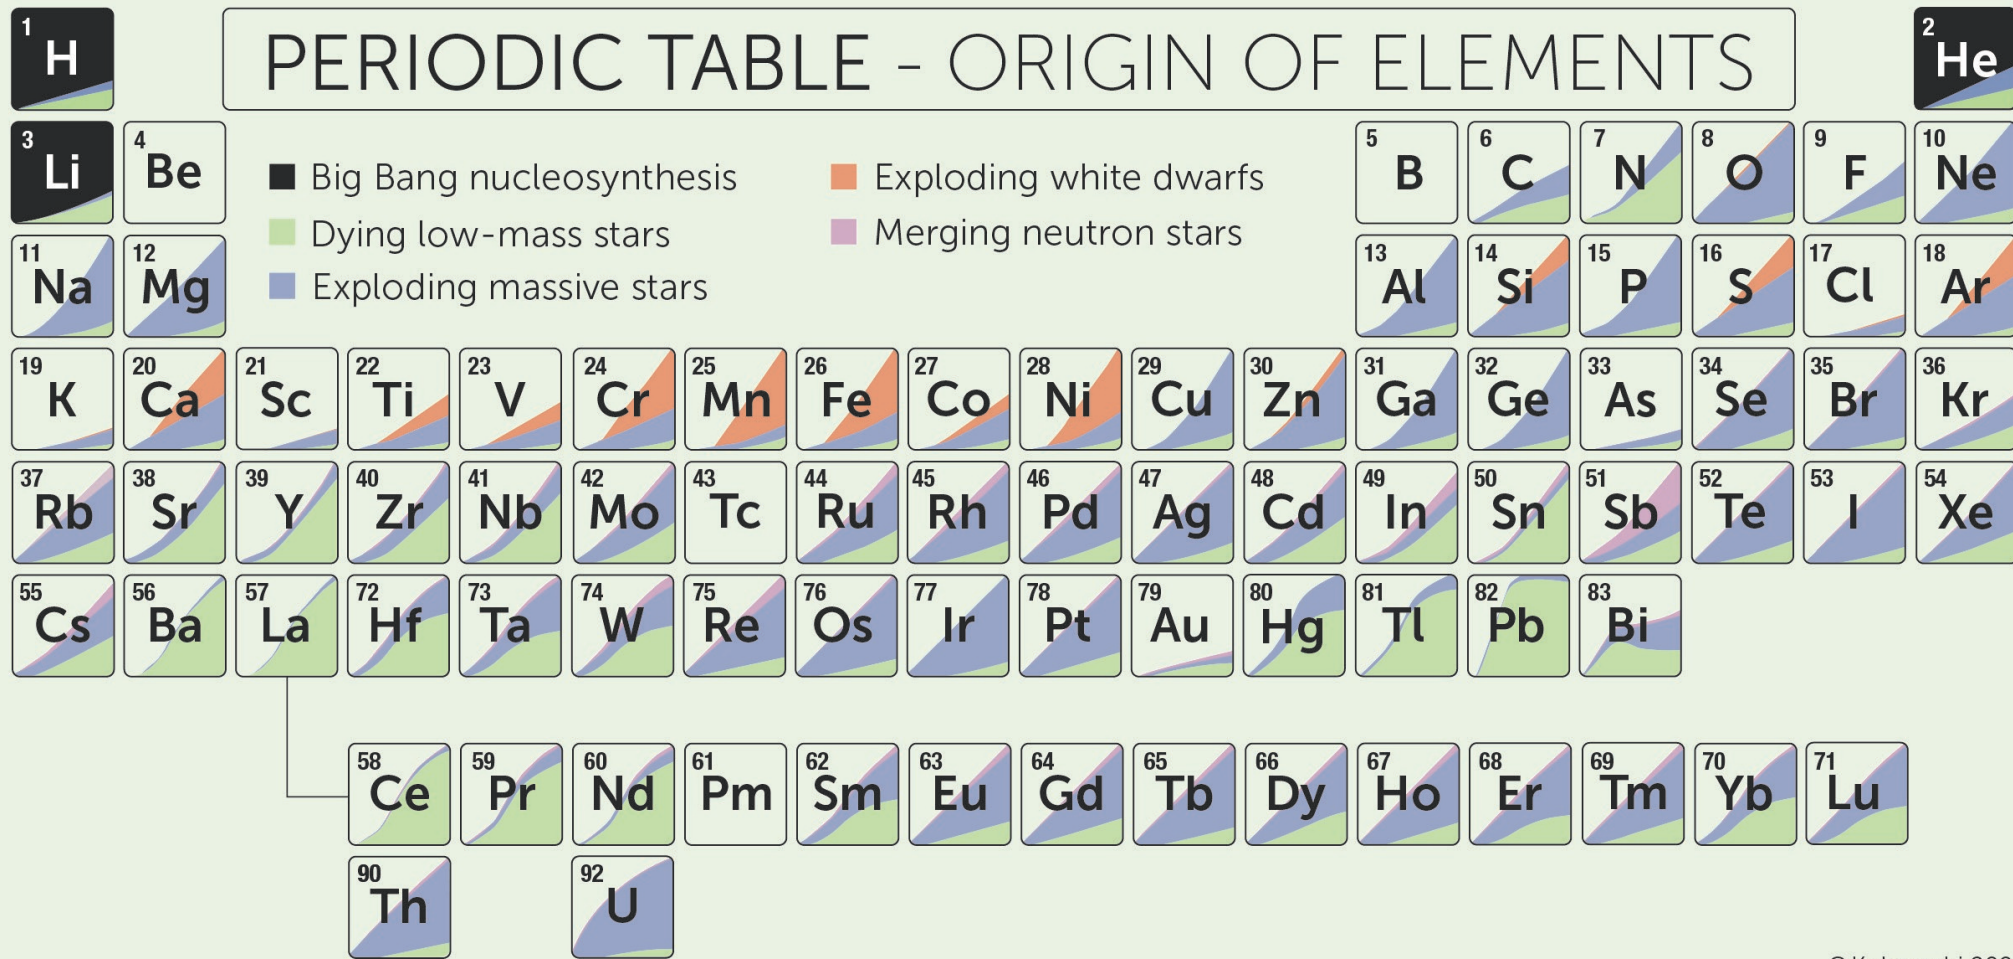 1 H PERIODIC TABLE - ORIGIN OF ELEMENTS 2 He
3 Li 4 Be 5 B 6 C 7 N 8 O 9 F 10 Ne
Big Bang nucleosynthesis
Dying low-mass stars
Exploding massive stars
Exploding white dwarfs
Merging neutron stars
11 Na 12 Mg 13 Al 14 Si 15 P 16 S 17 Cl 18 Ar
19 K 20 Ca 21 Sc 22 Ti 23 V 24 Cr 25 Mn 26 Fe 27 Co 28 Ni 29 Cu 30 Zn 31 Ga 32 Ge 33 As 34 Se 35 Br 36 Kr
37 Rb 38 Sr 39 Y 40 Zr 41 Nb 42 Mo 43 Tc 44 Ru 45 Rh 46 Pd 47 Ag 48 Cd 49 In 50 Sn 51 Sb 52 Te 53 I 54 Xe
55 Cs 56 Ba 57 La 72 Hf 73 Ta 74 W 75 Re 76 Os 77 Ir 78 Pt 79 Au 80 Hg 81 Tl 82 Pb 83 Bi
58 Ce 59 Pr 60 Nd 61 Pm 62 Sm 63 Eu 64 Gd 65 Tb 66 Dy 67 Ho 68 Er 69 Tm 70 Yb 71 Lu
90 Th 92 U